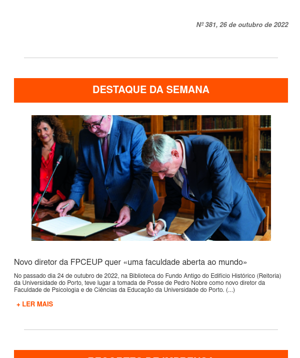 Nº 381, 26 de outubro de 2022
DESTAQUE DA SEMANA
Novo diretor da FPCEUP quer «uma faculdade aberta ao mundo»
No passado dia 24 de outubro de 2022, na Biblioteca do Fundo Antigo do Edifício Histórico (Reitoria)
da Universidade do Porto, teve lugar a tomada de Posse de Pedro Nobre como novo diretor da
Faculdade de Psicologia e de Ciências da Educação da Universidade do Porto. (...)
+ LER MAIS